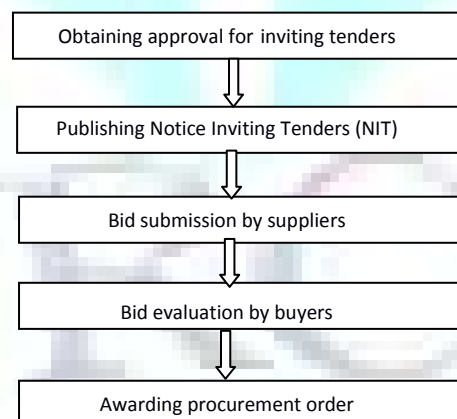 Obtaining approval for inviting tenders
Publishing Notice Inviting Tenders (NIT)
Bid submission by suppliers
Bid evaluation by buyers
Awarding procurement order